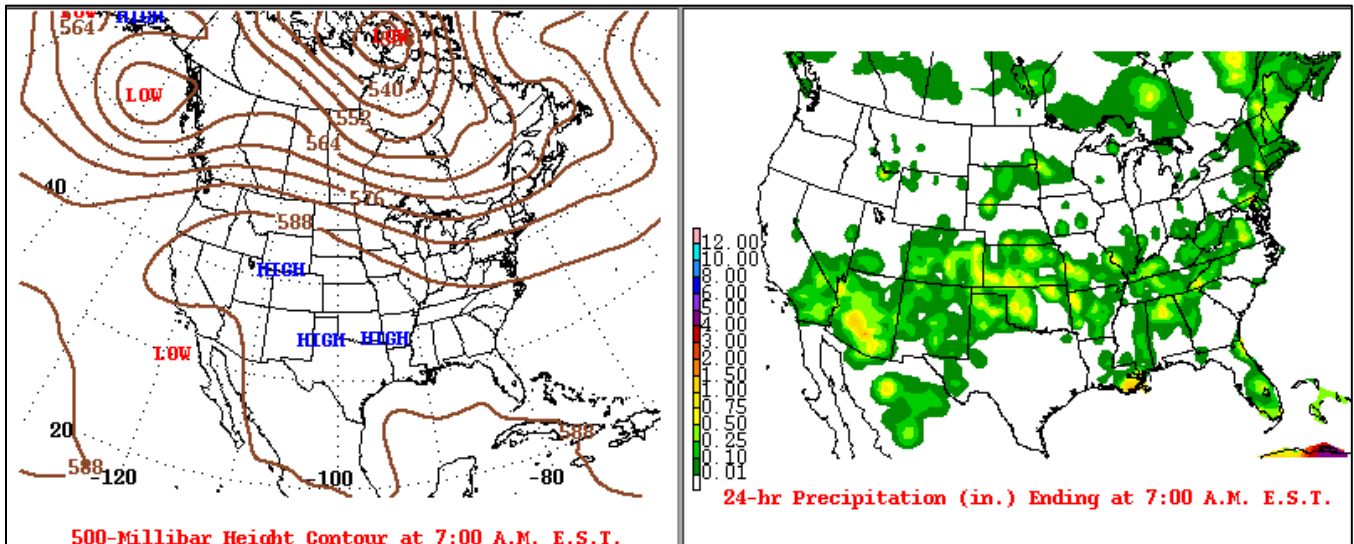 LOW
HIGH
564
LOW
LOW
540
552
564
40
576
588
HIGH
HIGH
HIGH
LOW
20
588
588
-120
-100
-80
500-Millibar Height Contour at 7:00 A.M. E.S.T.
12.00
10.00
8.00
6.00
5.00
4.00
3.00
2.00
1.50
1.00
0.75
0.50
0.25
0.10
0.01
24-hr Precipitation (in.) Ending at 7:00 A.M. E.S.T.